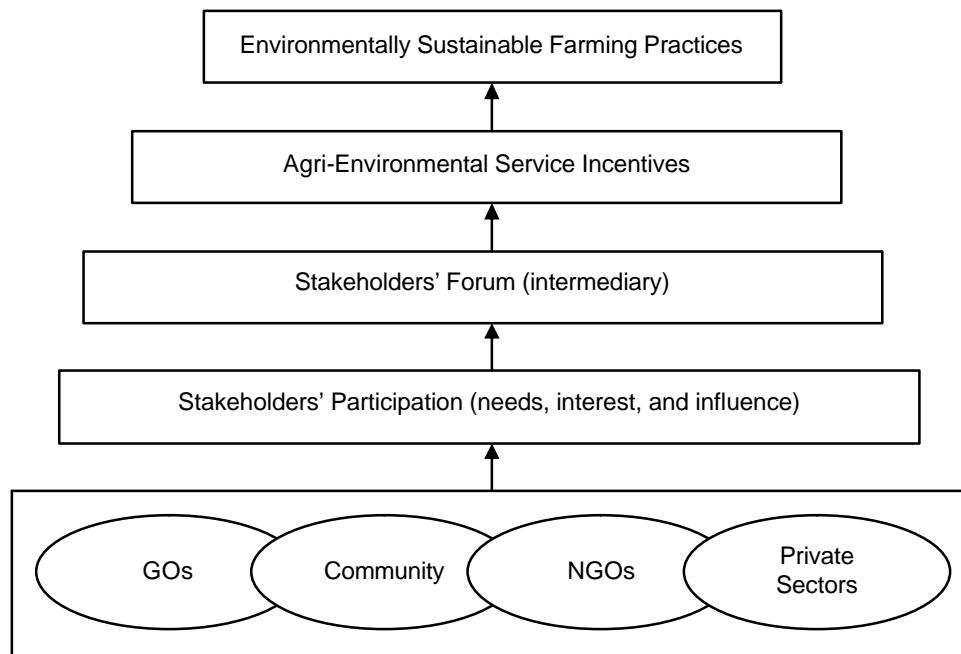 Environmentally Sustainable Farming Practices
Agri-Environmental Service Incentives
Stakeholders’ Forum (intermediary)
Stakeholders’ Participation (needs, interest, and influence)
GOs
Community
NGOs
Private
Sectors